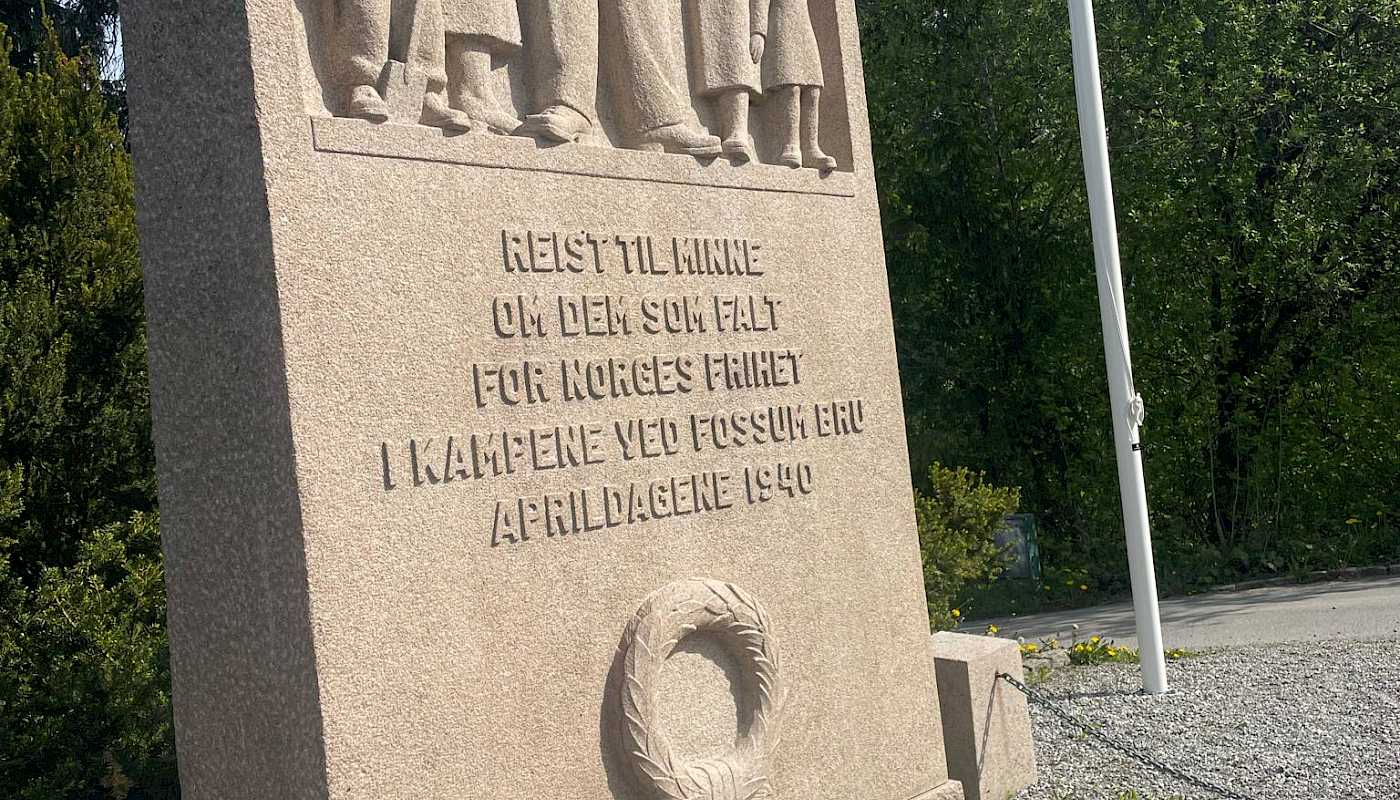 REIST TIL MINNE
OM DEM SOM FALT
FOR NORGES FRIHET
I KAMPENE VED FOSSUM BRU
APRILDAGENE 1940